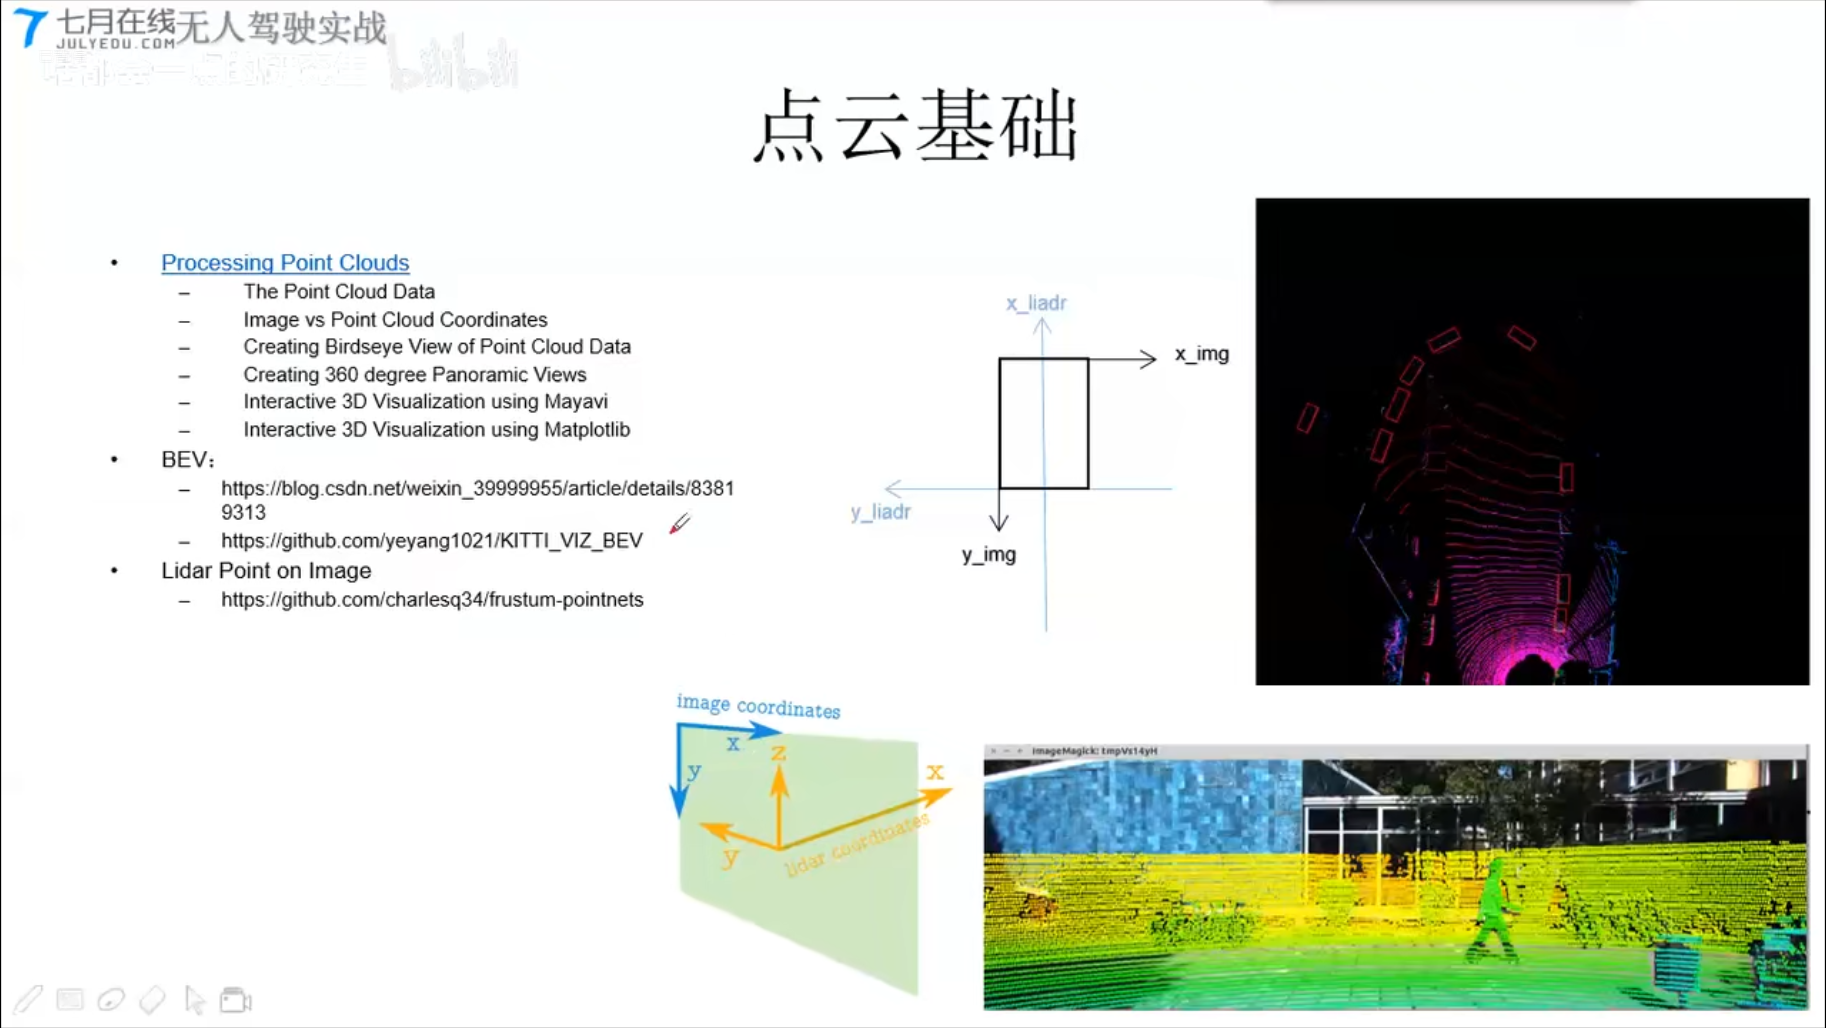 七月在线
JULYEDU.COM
无人驾驶实战
bilibili
点云基础
• Processing Point Clouds
– The Point Cloud Data
– Image vs Point Cloud Coordinates
– Creating Birdseye View of Point Cloud Data
– Creating 360 degree Panoramic Views
– Interactive 3D Visualization using Mayavi
– Interactive 3D Visualization using Matplotlib
• BEV：
– https://blog.csdn.net/weixin_39999955/article/details/8381
9313
– https://github.com/yeyang1021/KITTI_VIZ_BEV
• Lidar Point on Image
– https://github.com/charlesq34/frustum-pointnets
x_liadr
x_img
y_liadr
y_img
image coordinates
x
y
z
x
y
lidar coordinates
ImageMagick: tmpVs14yH